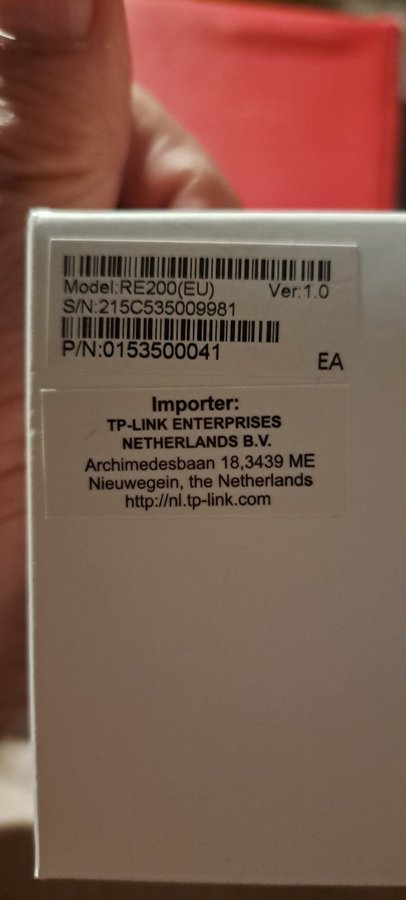 Model:RE200(EU) Ver:1.0
S/N:215C535009981
P/N:0153500041
EA
Importer:
TP-LINK ENTERPRISES
NETHERLANDS B.V.
Archimedesbaan 18,3439 ME
Nieuwegein, the Netherlands
http://nl.tp-link.com